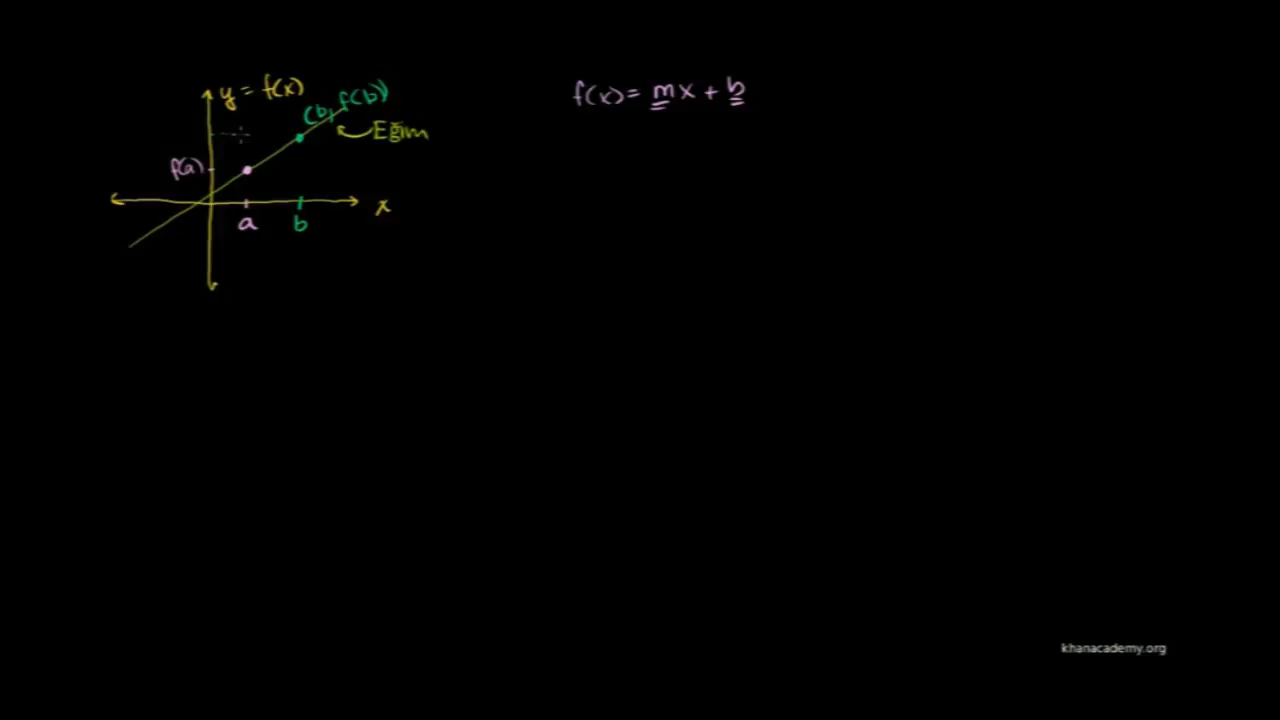 y = f(x)
f(x) = mx + b
(b, f(b))
Eğim
f(a)
x
a
b
khanacademy.org